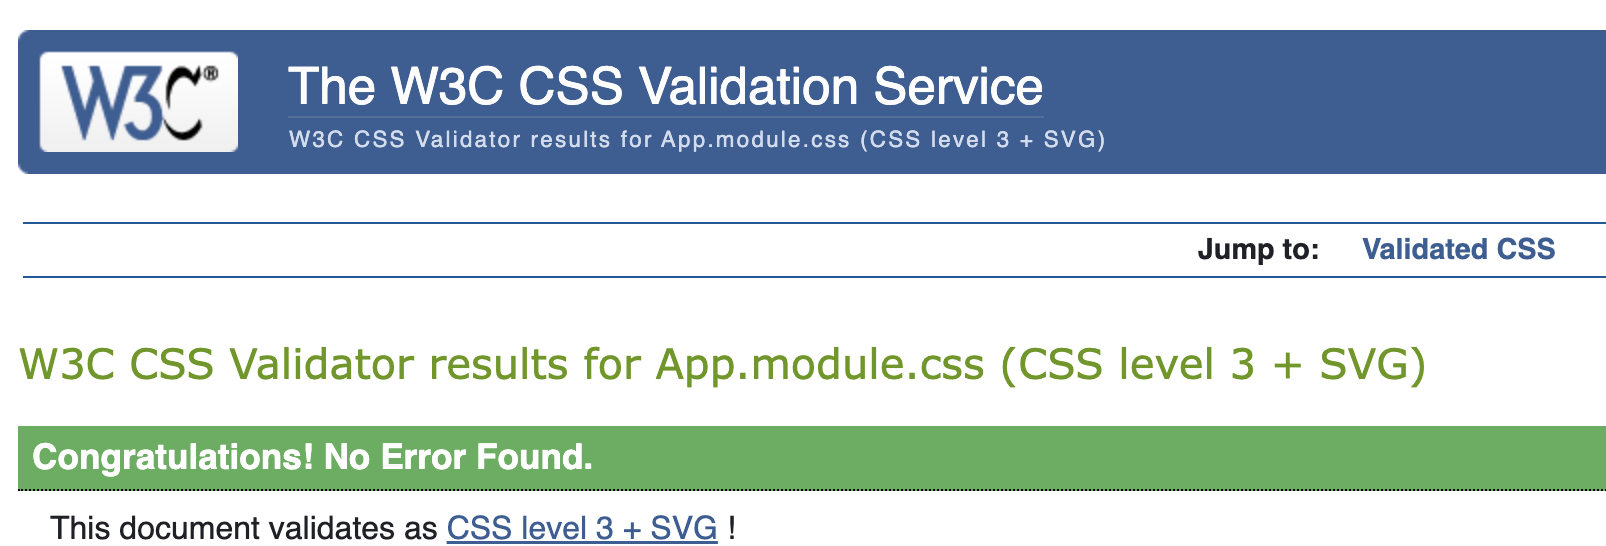 W3C®
The W3C CSS Validation Service
W3C CSS Validator results for App.module.css (CSS level 3 + SVG)
Jump to: Validated CSS
W3C CSS Validator results for App.module.css (CSS level 3 + SVG)
Congratulations! No Error Found.
This document validates as CSS level 3 + SVG !